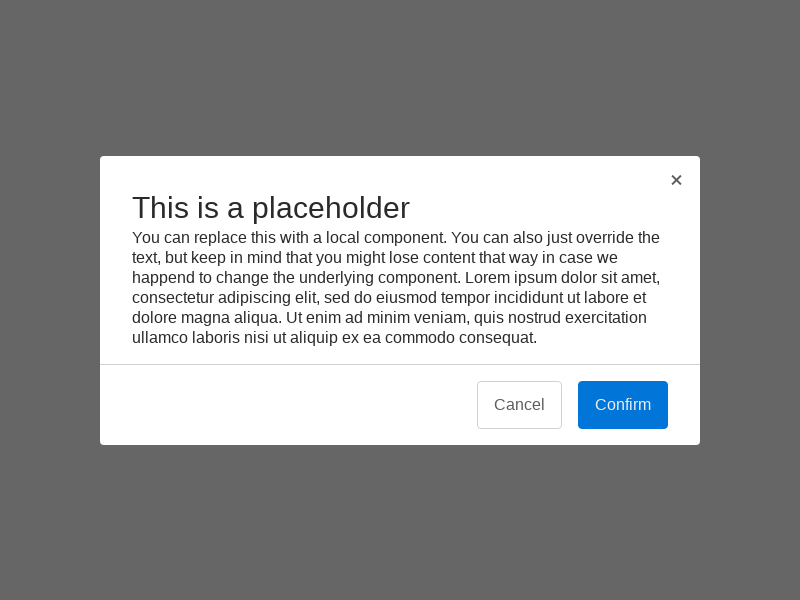 This is a placeholder
You can replace this with a local component. You can also just override the
text, but keep in mind that you might lose content that way in case we
happend to change the underlying component. Lorem ipsum dolor sit amet,
consectetur adipiscing elit, sed do eiusmod tempor incididunt ut labore et
dolore magna aliqua. Ut enim ad minim veniam, quis nostrud exercitation
ullamco laboris nisi ut aliquip ex ea commodo consequat.
Cancel
Confirm